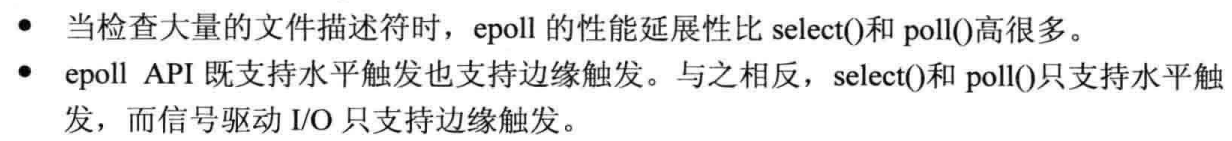 ● 当检查大量的文件描述符时，epoll 的性能延展性比 select()和 poll()高很多。
● epoll API 既支持水平触发也支持边缘触发。与之相反，select()和 poll()只支持水平触
发，而信号驱动 I/O 只支持边缘触发。